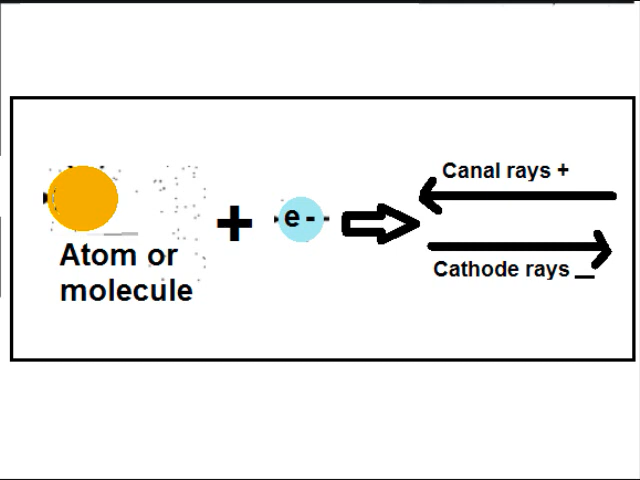 Canal rays +
+ e -
Atom or
molecule
Cathode rays _